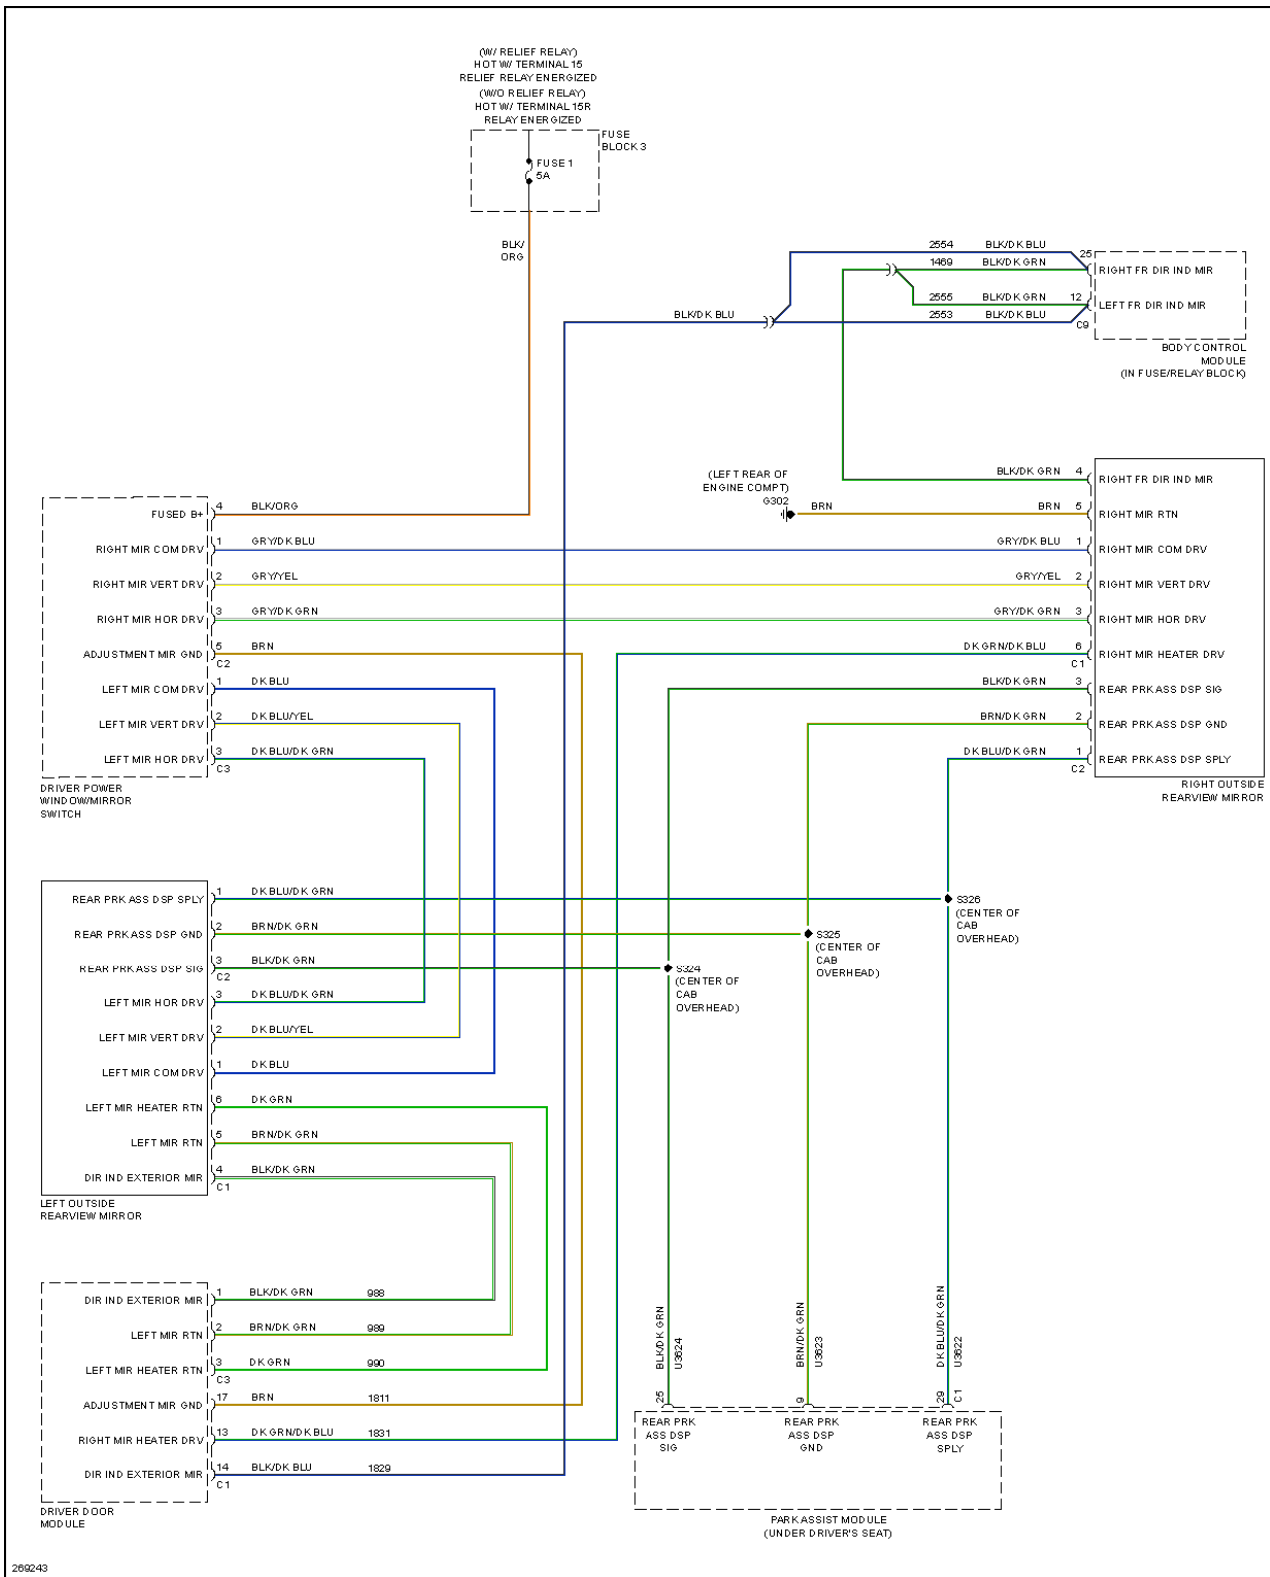 (W/ RELIEF RELAY)
HOT W/ TERMINAL 15
RELIEF RELAY ENERGIZED
(W/O RELIEF RELAY)
HOT W/ TERMINAL 15R
RELAY ENERGIZED
FUSE
BLOCK 3
FUSE 1
5A
BLK/
ORG
2554 BLK/DK BLU 25
1469 BLK/DK GRN RIGHT FR DIR IND MIR
2555 BLK/DK GRN 12 LEFT FR DIR IND MIR
BLK/DK BLU 2553 BLK/DK BLU C9
BODY CONTROL
MODULE
(IN FUSE/RELAY BLOCK)
(LEFT REAR OF
ENGINE COMPT)
G302
BLK/DK GRN 4 RIGHT FR DIR IND MIR
BRN BRN 5 RIGHT MIR RTN
GRY/DK BLU 1 RIGHT MIR COM DRV
GRY/YEL 2 RIGHT MIR VERT DRV
GRY/DK GRN 3 RIGHT MIR HOR DRV
DK GRN/DK BLU 6 RIGHT MIR HEATER DRV
C1
BLK/DK GRN 3 REAR PRK ASS DSP SIG
BRN/DK GRN 2 REAR PRK ASS DSP GND
DK BLU/DK GRN 1 REAR PRK ASS DSP SPLY
C2
RIGHT OUTSIDE
REARVIEW MIRROR
FUSED B+ 4 BLK/ORG
RIGHT MIR COM DRV 1 GRY/DK BLU
RIGHT MIR VERT DRV 2 GRY/YEL
RIGHT MIR HOR DRV 3 GRY/DK GRN
ADJUSTMENT MIR GND 5 BRN
C2
LEFT MIR COM DRV 1 DK BLU
LEFT MIR VERT DRV 2 DK BLU/YEL
LEFT MIR HOR DRV 3 DK BLU/DK GRN
C3
DRIVER POWER
WINDOW/MIRROR
SWITCH
REAR PRK ASS DSP SPLY 1 DK BLU/DK GRN
REAR PRK ASS DSP GND 2 BRN/DK GRN
REAR PRK ASS DSP SIG 3 BLK/DK GRN
C2
LEFT MIR HOR DRV 3 DK BLU/DK GRN
LEFT MIR VERT DRV 2 DK BLU/YEL
LEFT MIR COM DRV 1 DK BLU
LEFT MIR HEATER RTN 6 DK GRN
LEFT MIR RTN 5 BRN/DK GRN
DIR IND EXTERIOR MIR 4 BLK/DK GRN
C1
LEFT OUTSIDE
REARVIEW MIRROR
S326
(CENTER OF
CAB
OVERHEAD)
S325
(CENTER OF
CAB
OVERHEAD)
S324
(CENTER OF
CAB
OVERHEAD)
DIR IND EXTERIOR MIR 1 BLK/DK GRN 988
LEFT MIR RTN 2 BRN/DK GRN 989
LEFT MIR HEATER RTN 3 DK GRN 990
C3
ADJUSTMENT MIR GND 17 BRN 1811
RIGHT MIR HEATER DRV 13 DK GRN/DK BLU 1831
DIR IND EXTERIOR MIR 14 BLK/DK BLU 1829
C1
DRIVER DOOR
MODULE
BLK/DK GRN U3624
BRN/DK GRN U3623
DK BLU/DK GRN U3622
25 9 29 C1
REAR PRK
ASS DSP
SIG
REAR PRK
ASS DSP
GND
REAR PRK
ASS DSP
SPLY
PARK ASSIST MODULE
(UNDER DRIVER'S SEAT)
269243